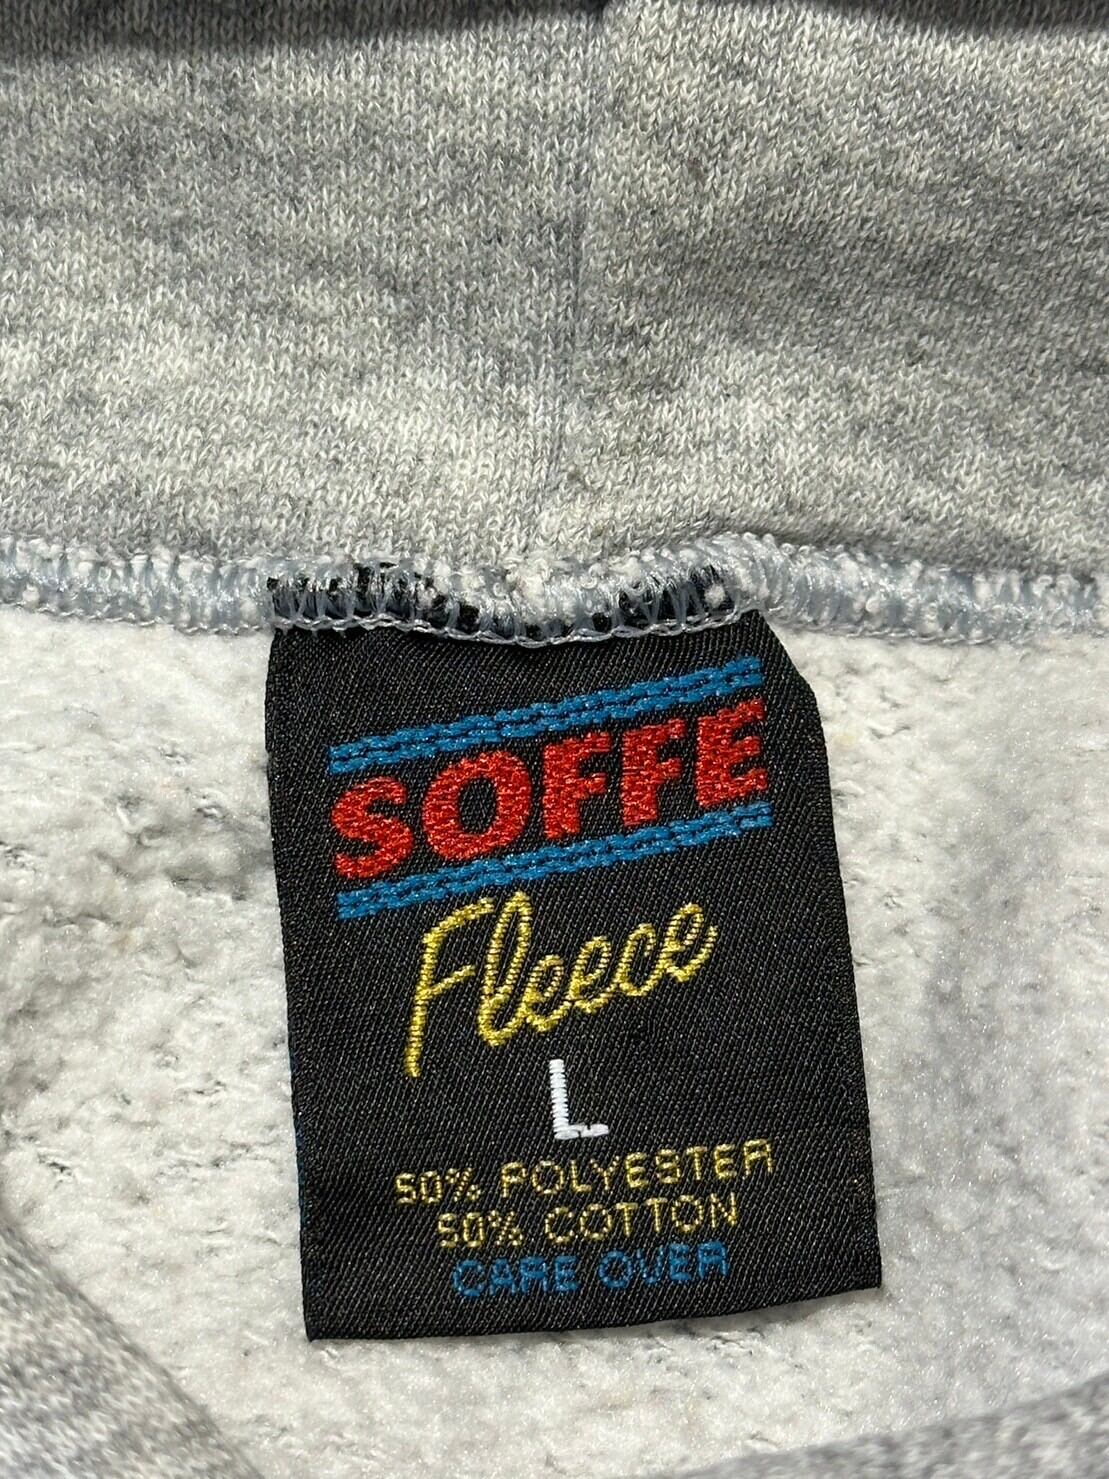 SOFFE
Fleece
L
50% POLYESTER
50% COTTON
CARE OVER